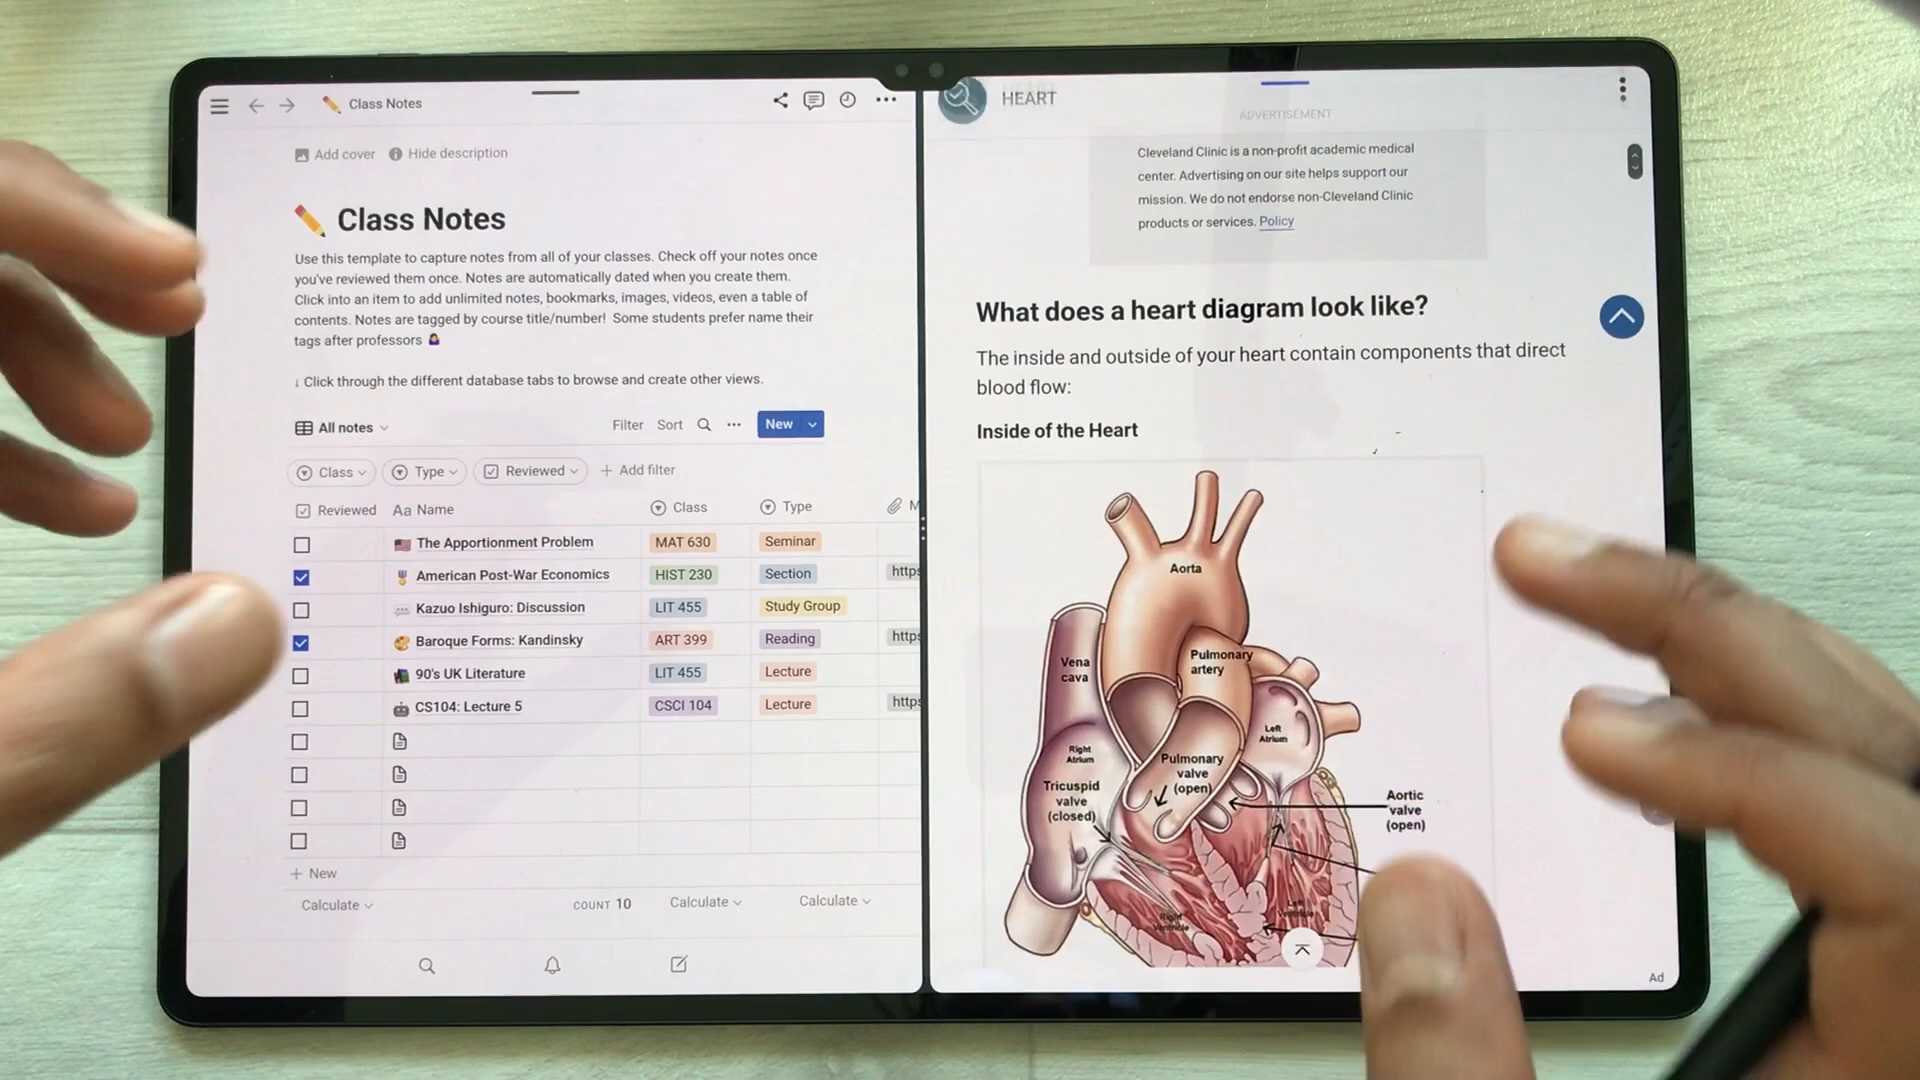 Class Notes
Add cover Hide description
Class Notes
Use this template to capture notes from all of your classes. Check off your notes once
you've reviewed them once. Notes are automatically dated when you create them.
Click into an item to add unlimited notes, bookmarks, images, videos, even a table of
contents. Notes are tagged by course title/number! Some students prefer name their
tags after professors
↓ Click through the different database tabs to browse and create other views.
All notes Filter Sort New
Class Type Reviewed + Add filter
Reviewed Aa Name Class Type M
The Apportionment Problem MAT 630 Seminar
American Post-War Economics HIST 230 Section https
Kazuo Ishiguro: Discussion LIT 455 Study Group
Baroque Forms: Kandinsky ART 399 Reading https
90's UK Literature LIT 455 Lecture
CS104: Lecture 5 CSCI 104 Lecture https
+ New
Calculate COUNT 10 Calculate Calculate
HEART
ADVERTISEMENT
Cleveland Clinic is a non-profit academic medical
center. Advertising on our site helps support our
mission. We do not endorse non-Cleveland Clinic
products or services. Policy
What does a heart diagram look like?
The inside and outside of your heart contain components that direct
blood flow:
Inside of the Heart
Aorta
Vena
cava
Pulmonary
artery
Left
Atrium
Right
Atrium
Pulmonary
valve
(open)
Tricuspid
valve
(closed)
Aortic
valve
(open)
Right
Ventricle
Left
Ventricle
Ad